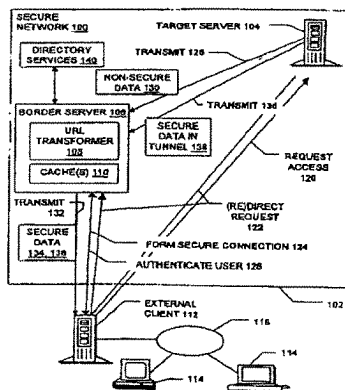 SECURE
NETWORK 100
TARGET SERVER 104
DIRECTORY
SERVICES 140
TRANSMIT 128
NON-SECURE
DATA 130
TRANSMIT 136
BORDER SERVER 106
URL
TRANSFORMER
108
CACHE(S) 110
SECURE
DATA IN
TUNNEL 138
REQUEST
ACCESS
120
TRANSMIT
132
(RE)DIRECT
REQUEST
122
SECURE
DATA
134, 138
FORM SECURE CONNECTION 124
AUTHENTICATE USER 126
102
EXTERNAL
CLIENT 112
116
114
114